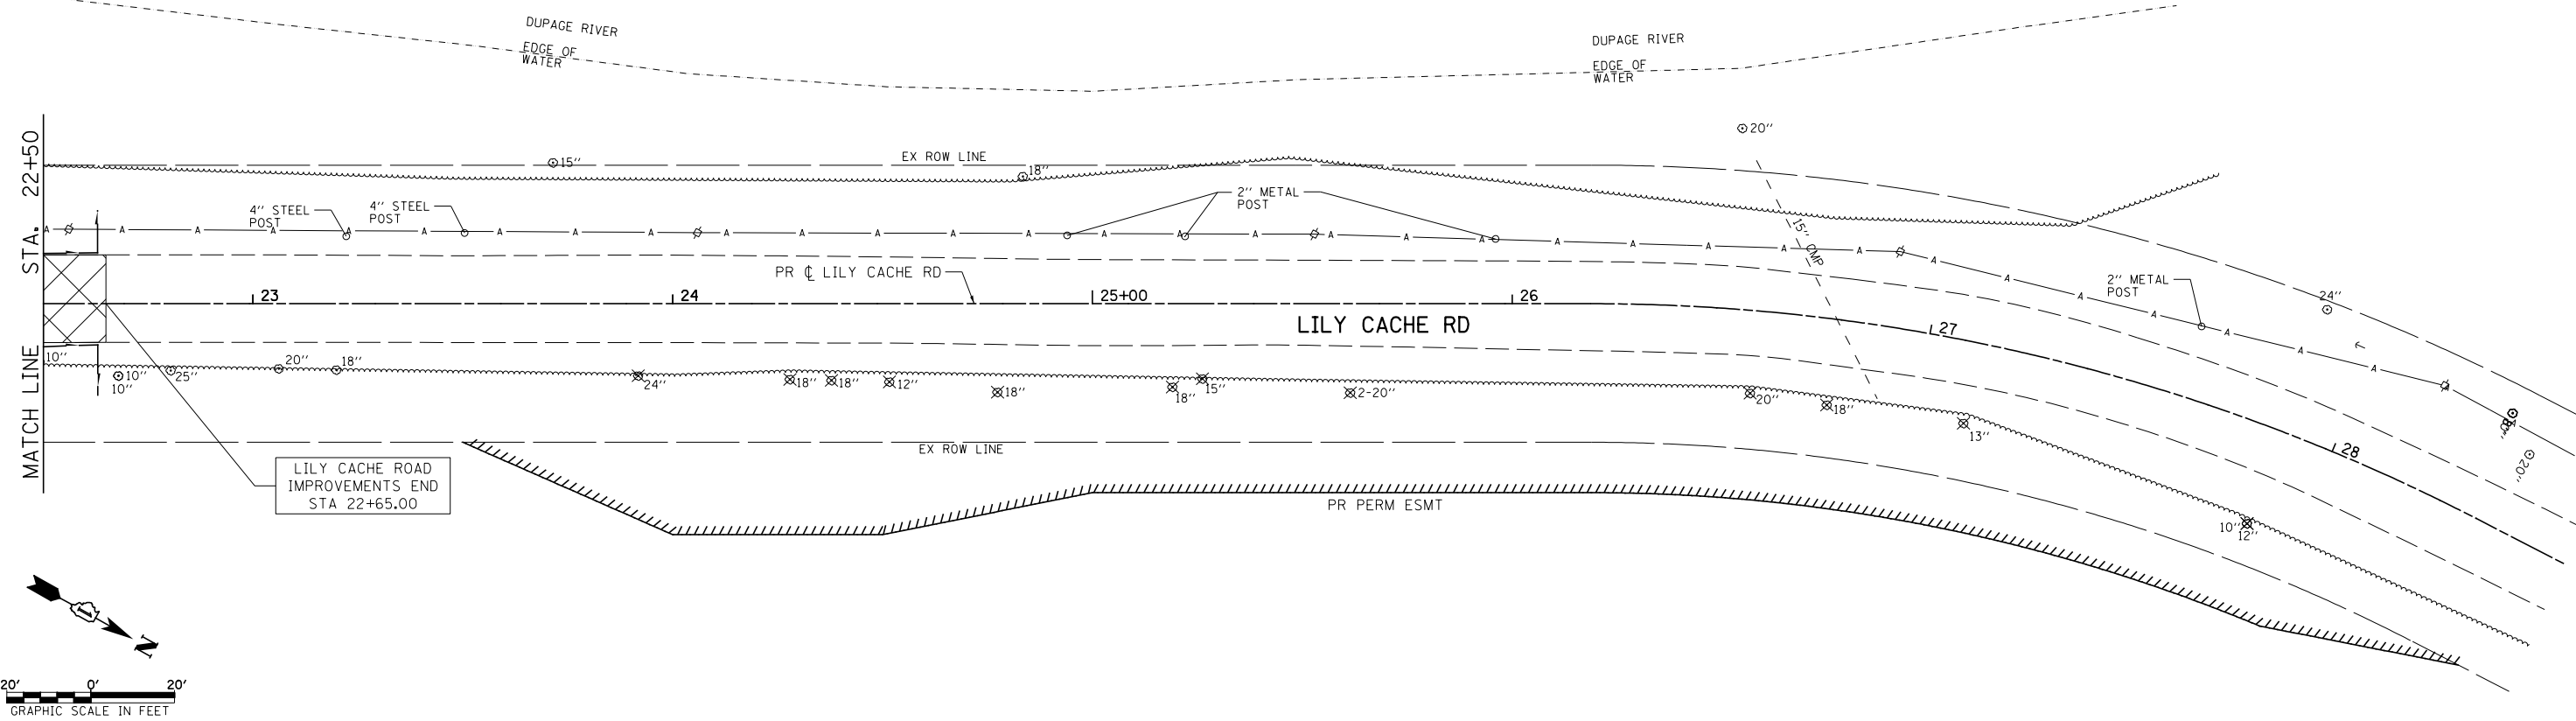 DUPAGE RIVER
EDGE OF
WATER
DUPAGE RIVER
EDGE OF
WATER
MATCH LINE STA. 22+50
EX ROW LINE
15"
18"
20"
4" STEEL
POST
4" STEEL
POST
2" METAL
POST
15" CMP
A A A A A A A A A A A A A A A A A A A A A A A A A A A A A A A A
PR ℄ LILY CACHE RD
2" METAL
POST
24"
23
24
25+00
26
27
28
LILY CACHE RD
10"
10"
10"
25"
20"
18"
24"
18"
18"
12"
18"
18"
15"
2-20"
20"
18"
13"
20"
10"
12"
EX ROW LINE
PR PERM ESMT
LILY CACHE ROAD
IMPROVEMENTS END
STA 22+65.00
N
20' 0' 20'
GRAPHIC SCALE IN FEET